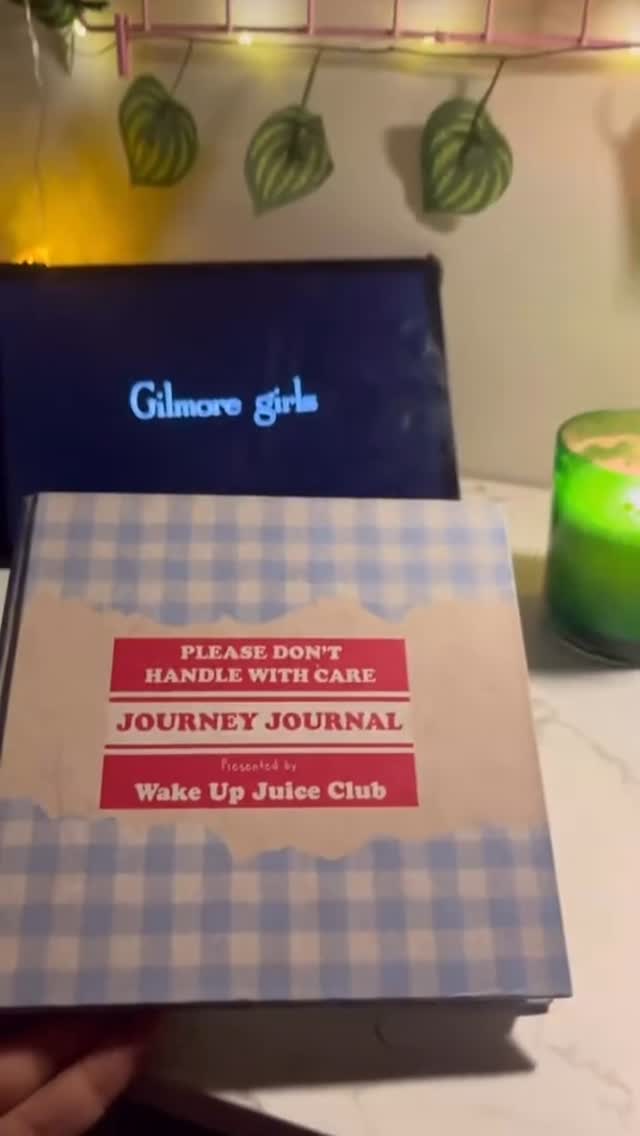 Gilmore girls
PLEASE DON'T
HANDLE WITH CARE
JOURNEY JOURNAL
Presented by
Wake Up Juice Club